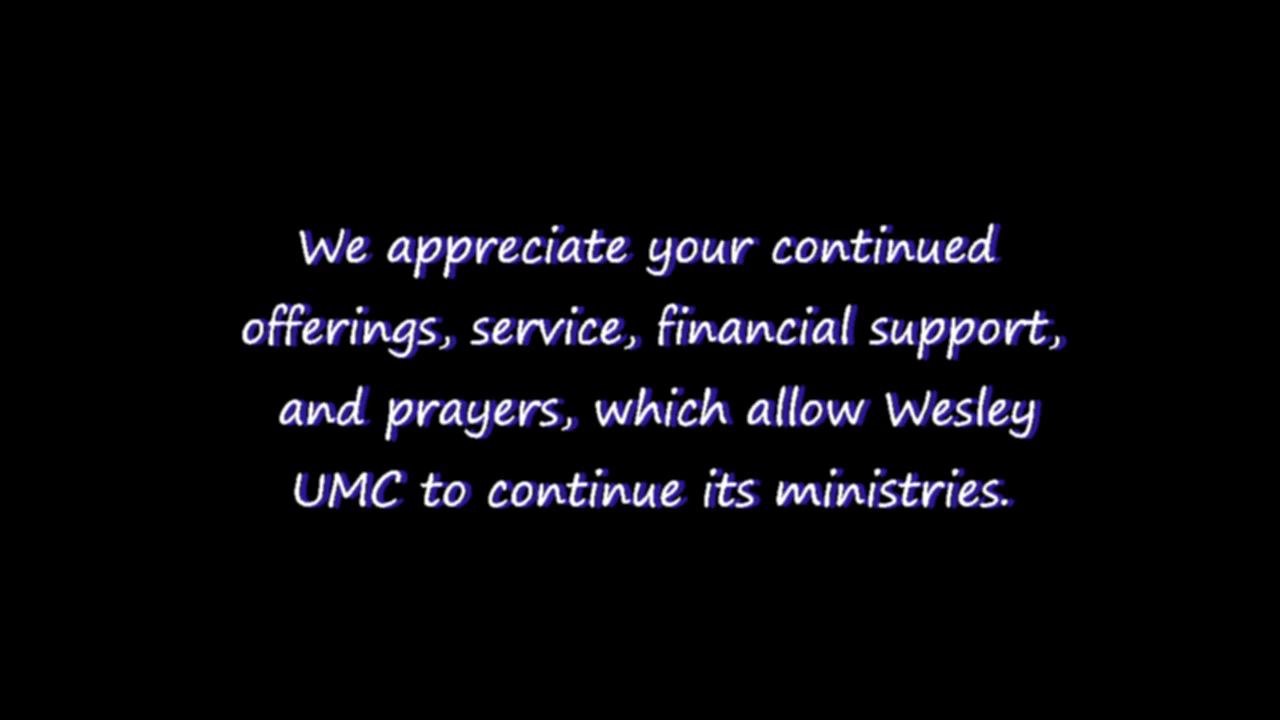 We appreciate your continued
offerings, service, financial support,
and prayers, which allow Wesley
UMC to continue its ministries.